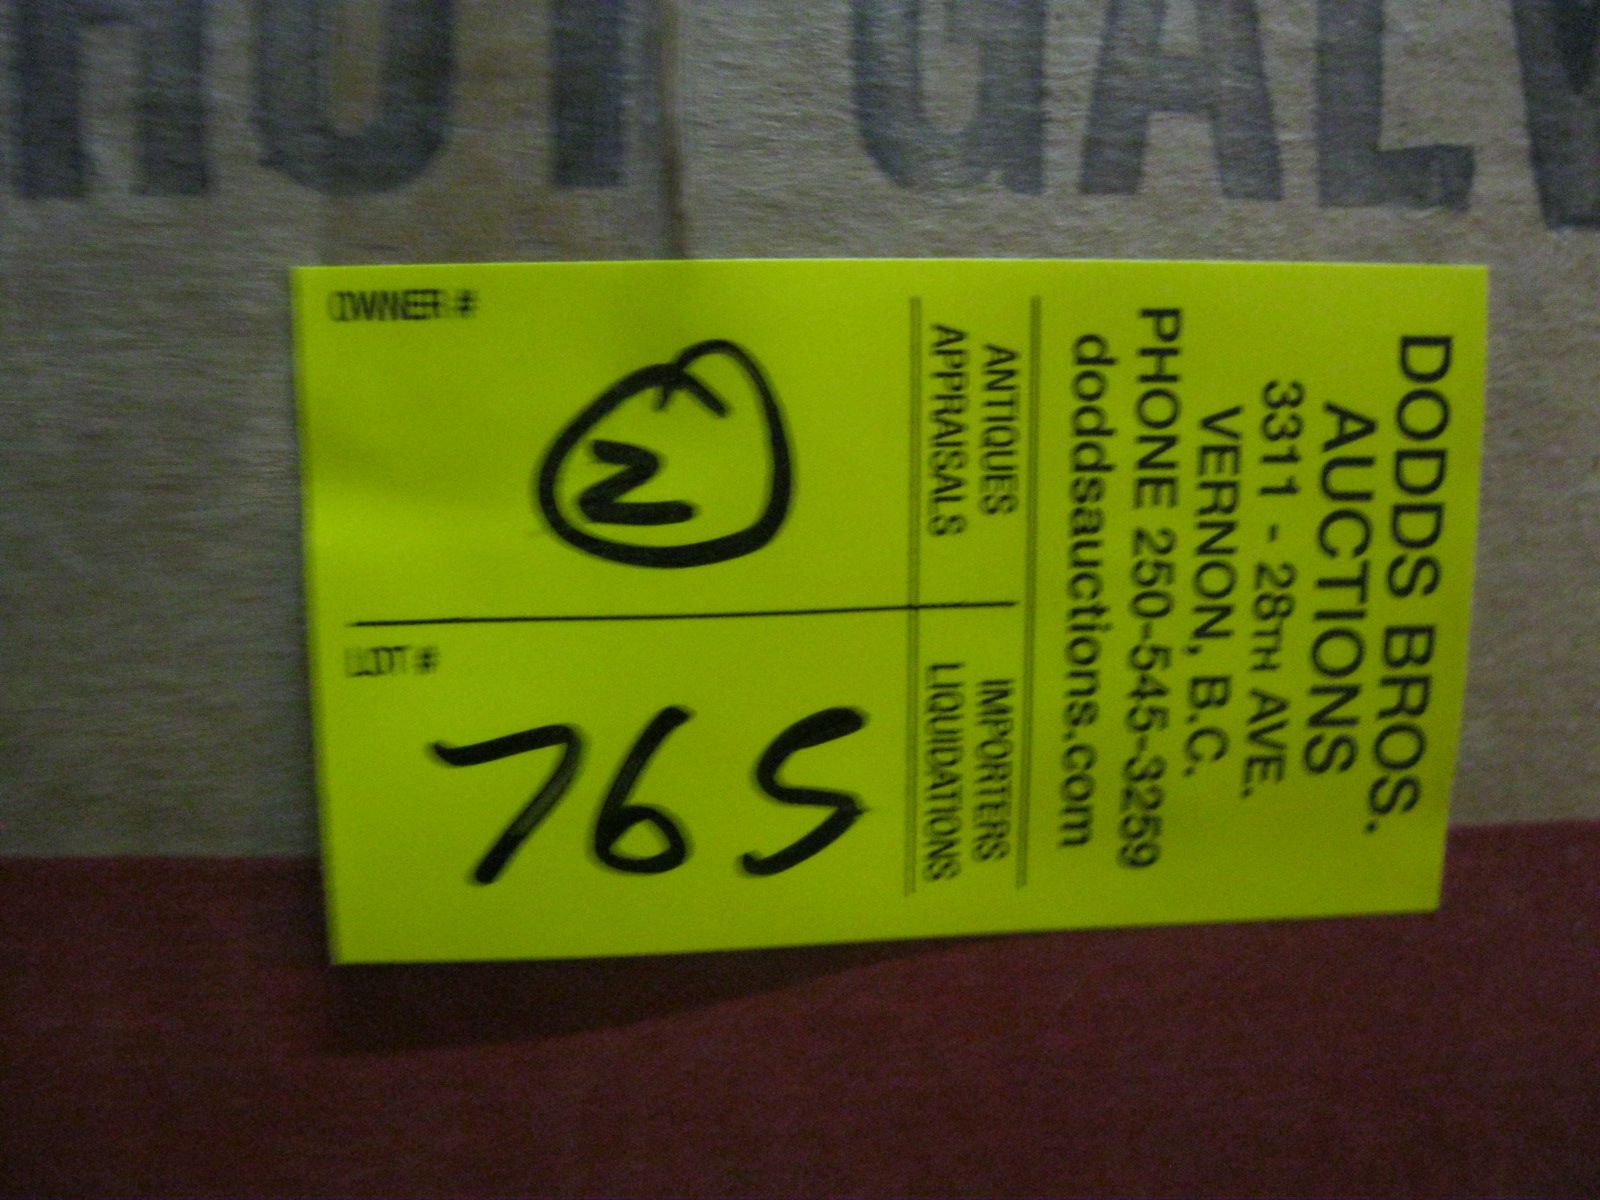 HOT GALV
DODDS BROS.
AUCTIONS
3311 - 28TH AVE.
VERNON, B.C.
PHONE 250-545-3259
doddsauctions.com
ANTIQUES IMPORTERS
APPRAISALS LIQUIDATIONS
OWNER #
LOT #
765